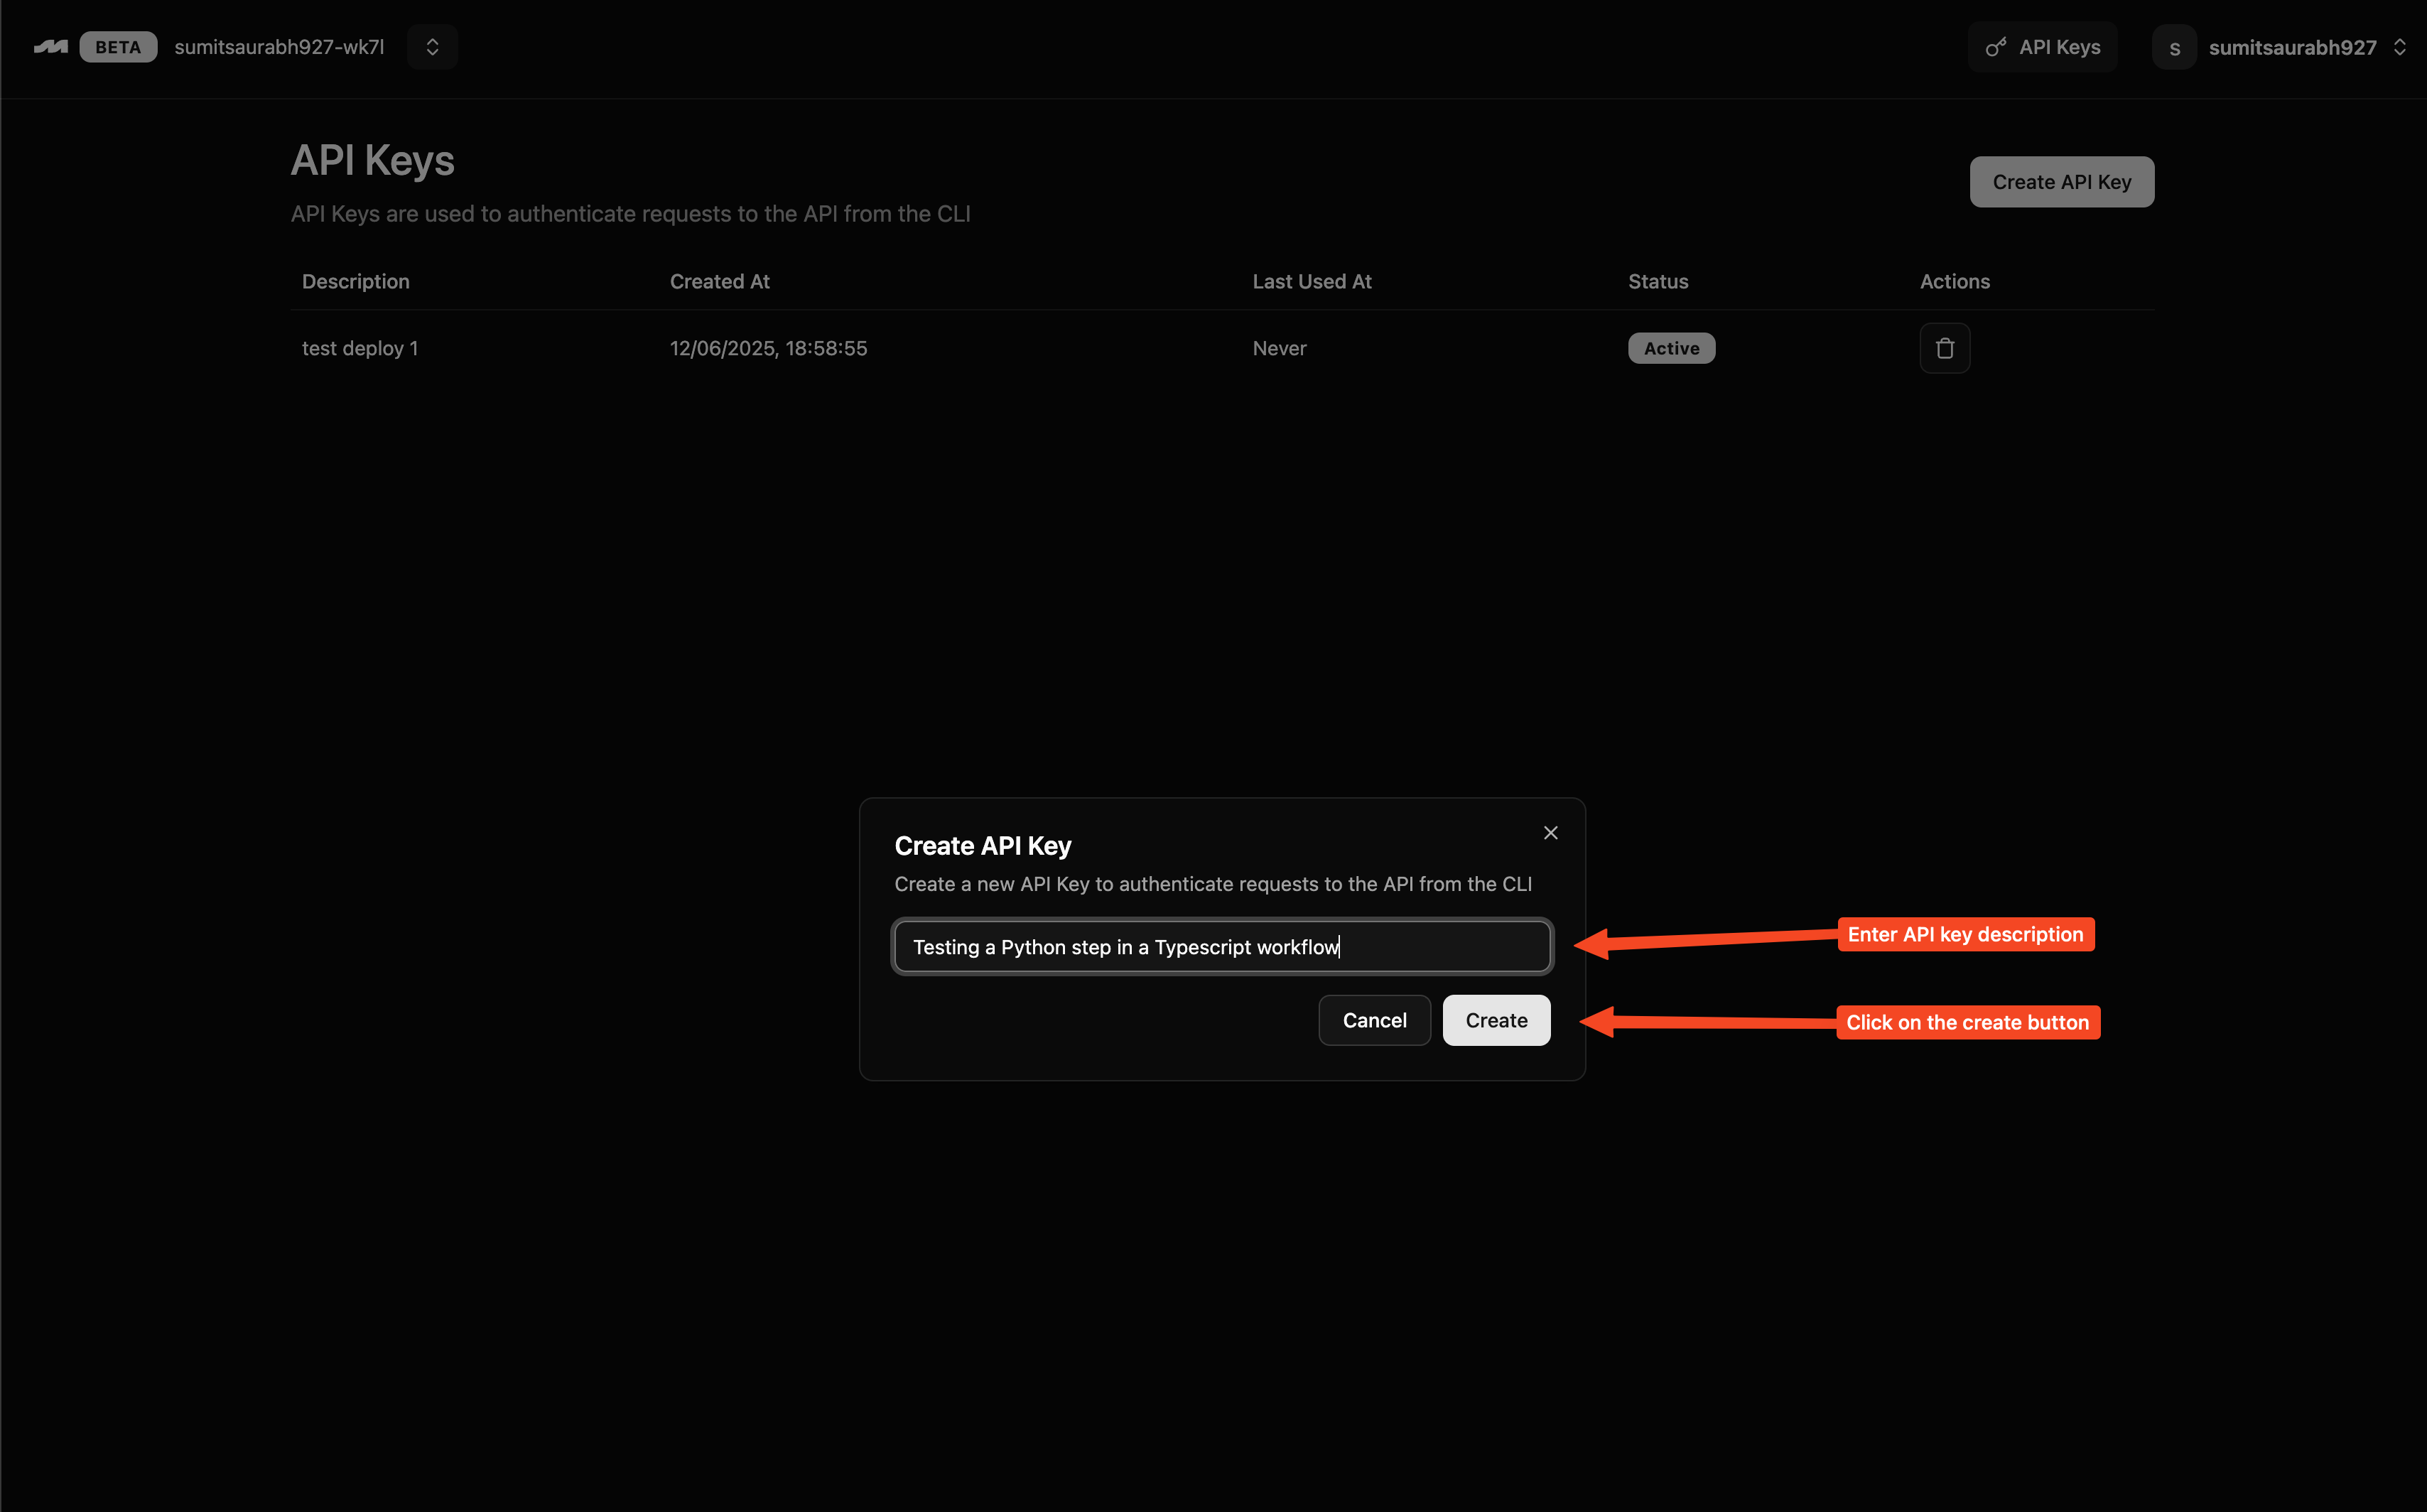 BETA sumitsaurabh927-wk7l API Keys s sumitsaurabh927
API Keys
Create API Key
API Keys are used to authenticate requests to the API from the CLI
Description Created At Last Used At Status Actions
test deploy 1 12/06/2025, 18:58:55 Never Active
Create API Key
Create a new API Key to authenticate requests to the API from the CLI
Testing a Python step in a Typescript workflow
Enter API key description
Cancel Create
Click on the create button